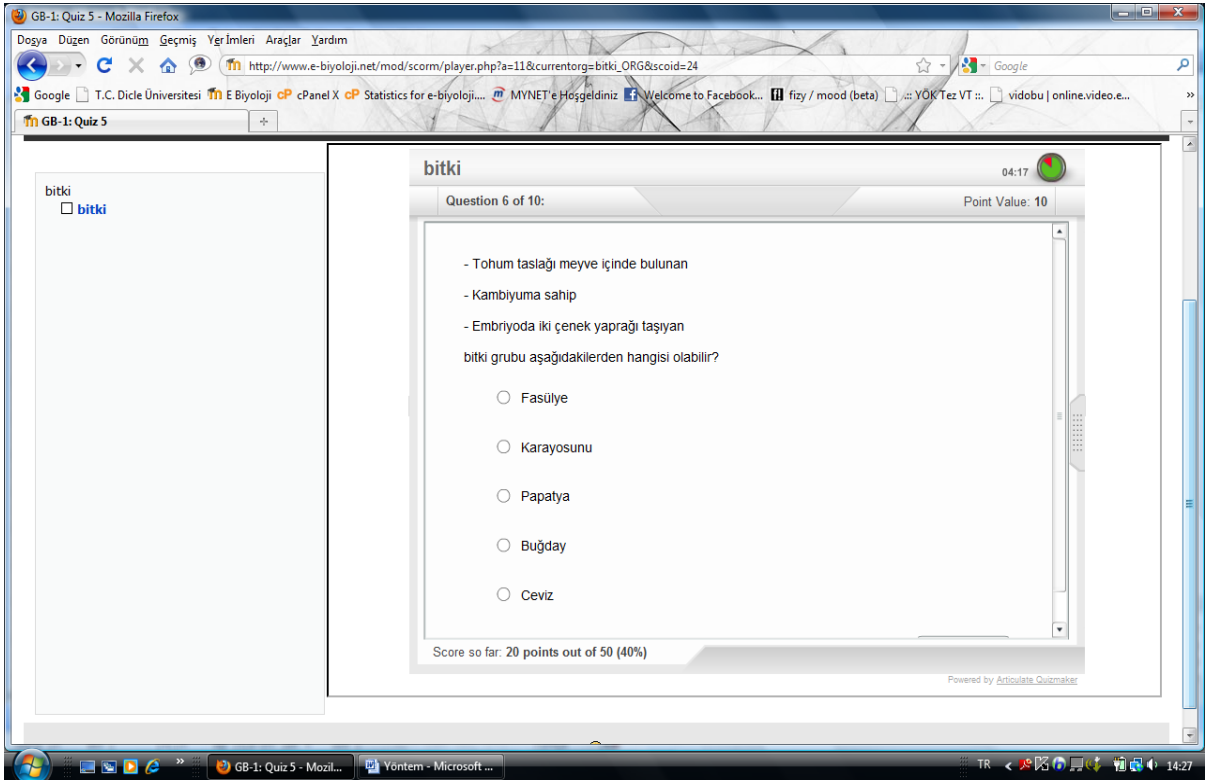 GB-1: Quiz 5 - Mozilla Firefox
Dosya Düzen Görünüm Geçmiş Yer İmleri Araçlar Yardım
http://www.e-biyoloji.net/mod/scorm/player.php?a=11&currentorg=bitki_ORG&scoid=24
Google
Google T.C. Dicle Üniversitesi E Biyoloji cPanel X Statistics for e-biyoloji.... MYNET'e Hoşgeldiniz Welcome to Facebook... fizy / mood (beta) .:: YÖK Tez VT ::. vidobu | online.video.e... »
GB-1: Quiz 5
bitki
bitki
bitki
04:17
Question 6 of 10:
Point Value: 10
- Tohum taslağı meyve içinde bulunan
- Kambiyuma sahip
- Embriyoda iki çenek yaprağı taşıyan
bitki grubu aşağıdakilerden hangisi olabilir?
Fasülye
Karayosunu
Papatya
Buğday
Ceviz
Score so far: 20 points out of 50 (40%)
Powered by Articulate Quizmaker
GB-1: Quiz 5 - Mozil...
Yöntem - Microsoft ...
TR
14:27